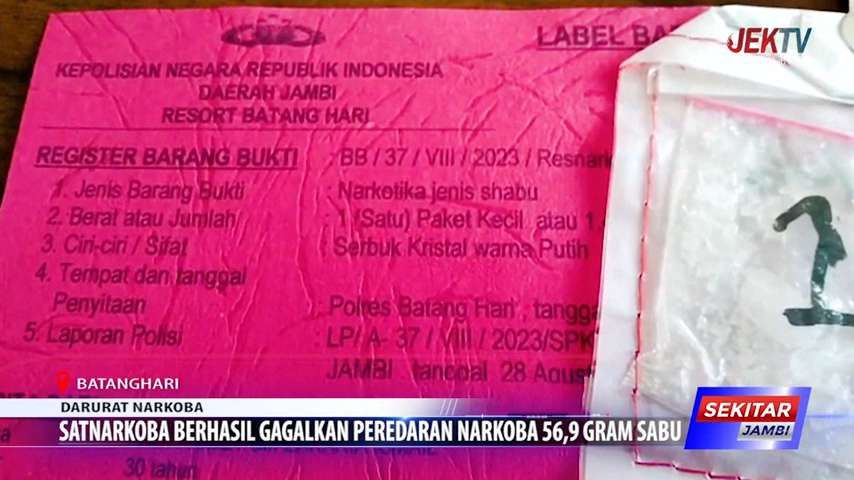 LABEL BA
JEKTV
KEPOLISIAN NEGARA REPUBLIK INDONESIA
DAERAH JAMBI
RESORT BATANG HARI
REGISTER BARANG BUKTI : BB / 37 / VIII / 2023 / Resnark
1. Jenis Barang Bukti : Narkotika jenis shabu
2. Berat atau Jumlah : 1 (Satu) Paket Kecil atau 1,
3. Ciri-ciri / Sifat : Serbuk Kristal warna Putih
4. Tempat dan tanggal
Penyitaan : Polres Batang Hari , tangga
5. Laporan Polisi : LP/ A- 37 / VIII / 2023/SPK
JAMBI tanggal 28 Agust
1
BATANGHARI
DARURAT NARKOBA
SATNARKOBA BERHASIL GAGALKAN PEREDARAN NARKOBA 56,9 GRAM SABU
SEKITAR
JAMBI
30 tahun